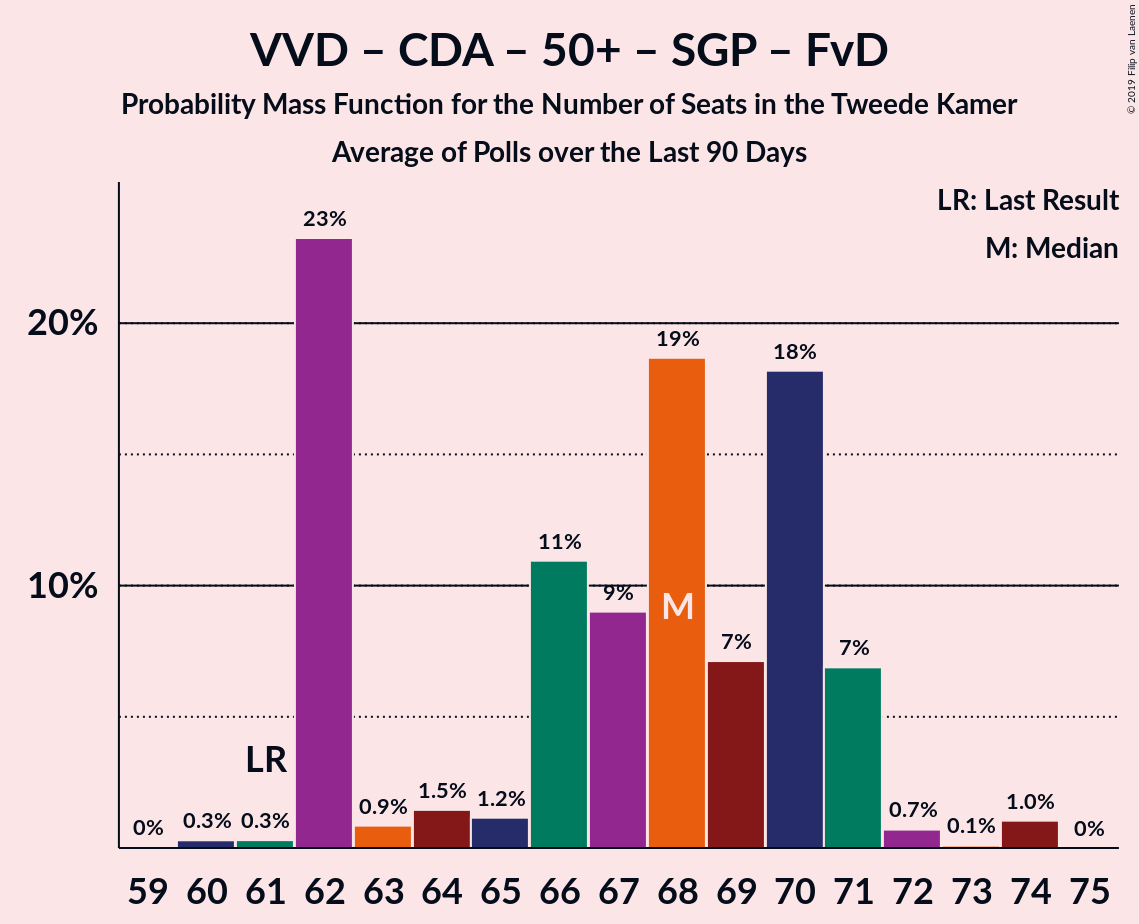 VVD – CDA – 50+ – SGP – FvD
Probability Mass Function for the Number of Seats in the Tweede Kamer
Average of Polls over the Last 90 Days
© 2019 Filip van Laenen
LR: Last Result
M: Median
20%
10%
0%
0.3%
0.3%
23%
0.9%
1.5%
1.2%
11%
9%
19%
7%
18%
7%
0.7%
0.1%
1.0%
0%
LR
M
59 60 61 62 63 64 65 66 67 68 69 70 71 72 73 74 75